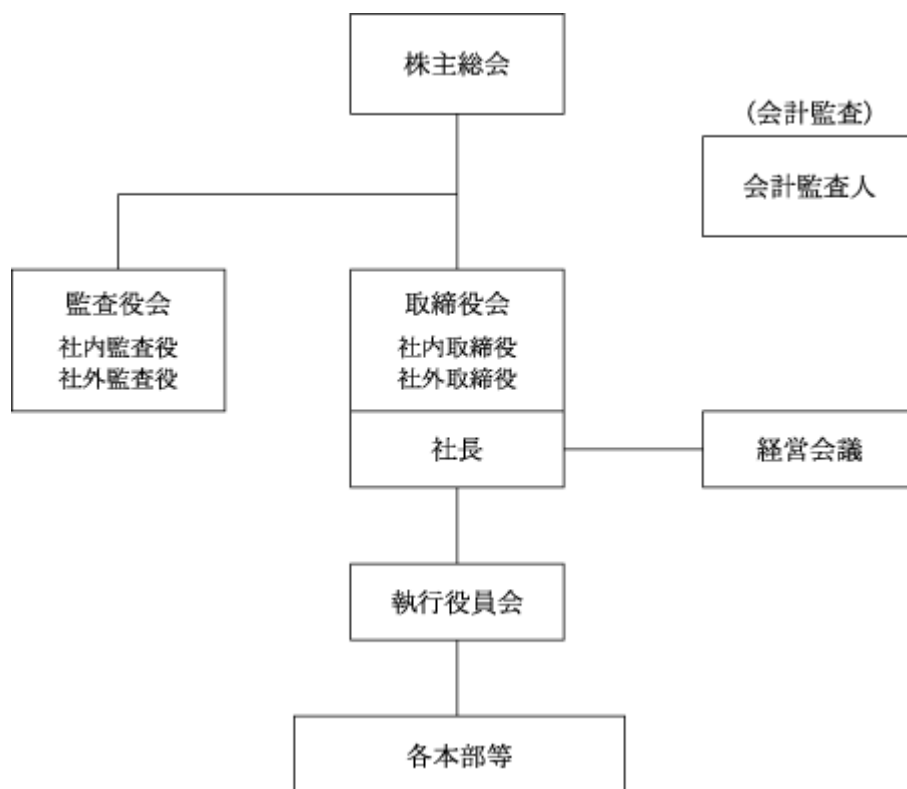 株主総会
(会計監査)
会計監査人
監査役会
社内監査役
社外監査役
取締役会
社内取締役
社外取締役
社長
経営会議
執行役員会
各本部等